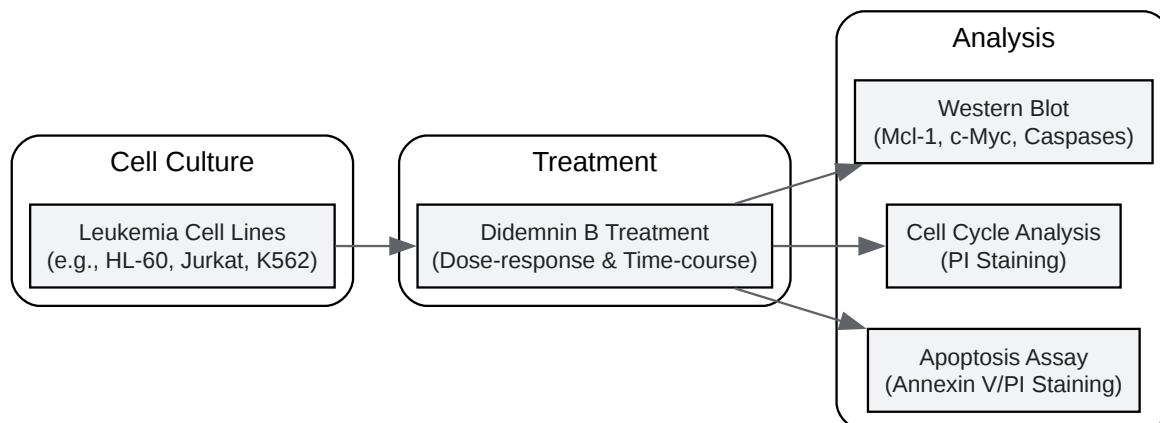 Cell Culture
Leukemia Cell Lines
(e.g., HL-60, Jurkat, K562)
Treatment
Didemnin B Treatment
(Dose-response & Time-course)
Analysis
Western Blot
(Mcl-1, c-Myc, Caspases)
Cell Cycle Analysis
(PI Staining)
Apoptosis Assay
(Annexin V/PI Staining)